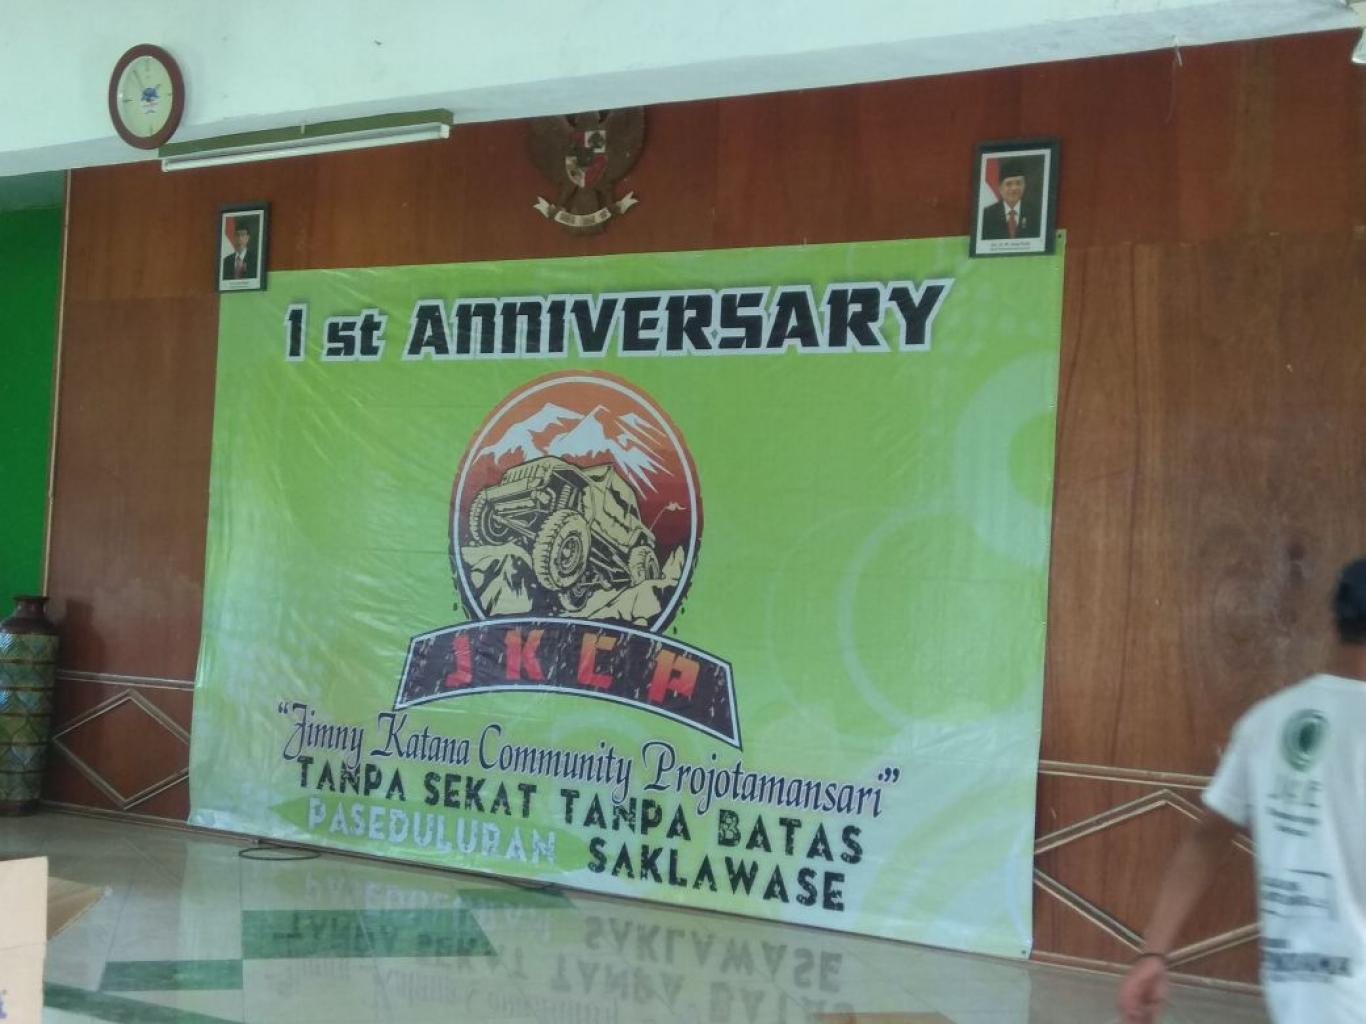 1 st ANNIVERSARY
JKCP
“Jimny Katana Community Projotamansari”
TANPA SEKAT TANPA BATAS
PASEDULURAN SAKLAWASE